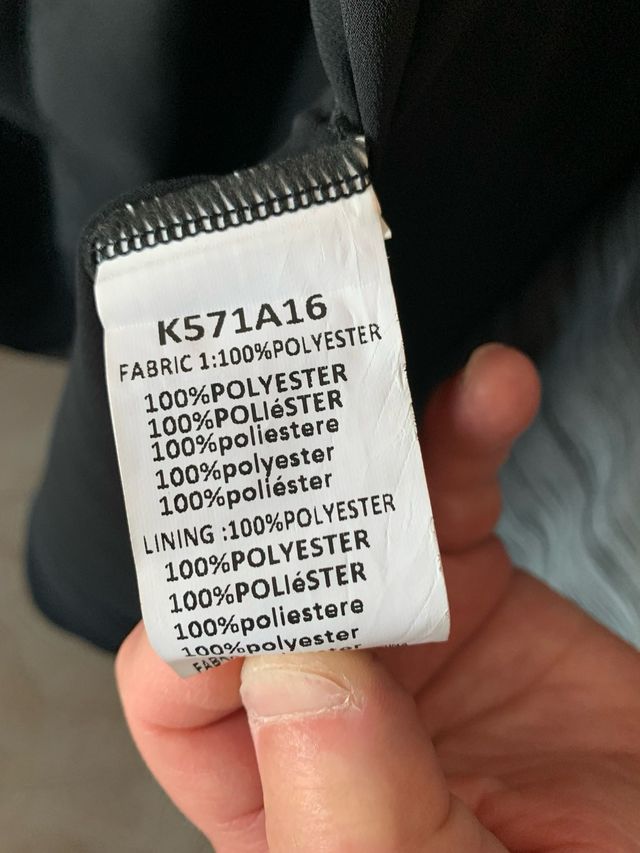 K571A16
FABRIC 1:100%POLYESTER
100%POLYESTER
100%POLIéSTER
100%poliestere
100%polyester
100%poliéster
LINING :100%POLYESTER
100%POLYESTER
100%POLIéSTER
100%poliestere
100%polyester